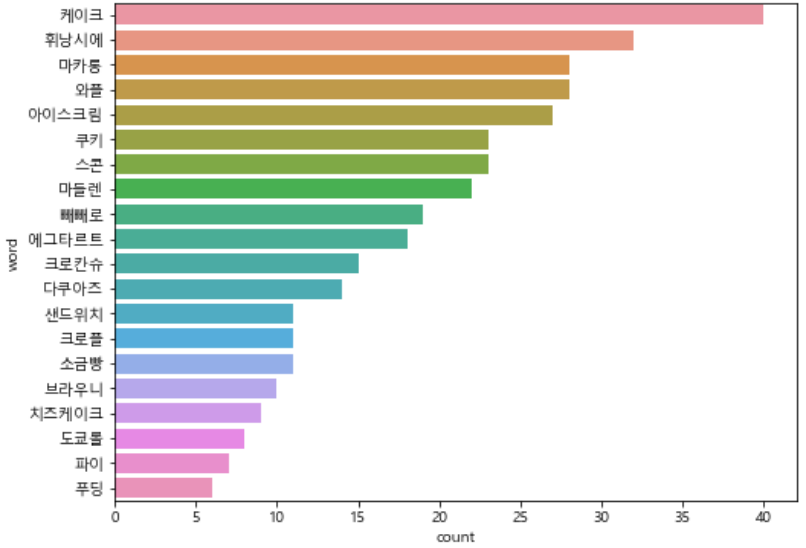 케이크
휘낭시에
마카롱
와플
아이스크림
쿠키
스콘
마들렌
빼빼로
에그타르트
크로칸슈
다쿠아즈
샌드위치
크로플
소금빵
브라우니
치즈케이크
도쿄롤
파이
푸딩
word
0 5 10 15 20 25 30 35 40
count